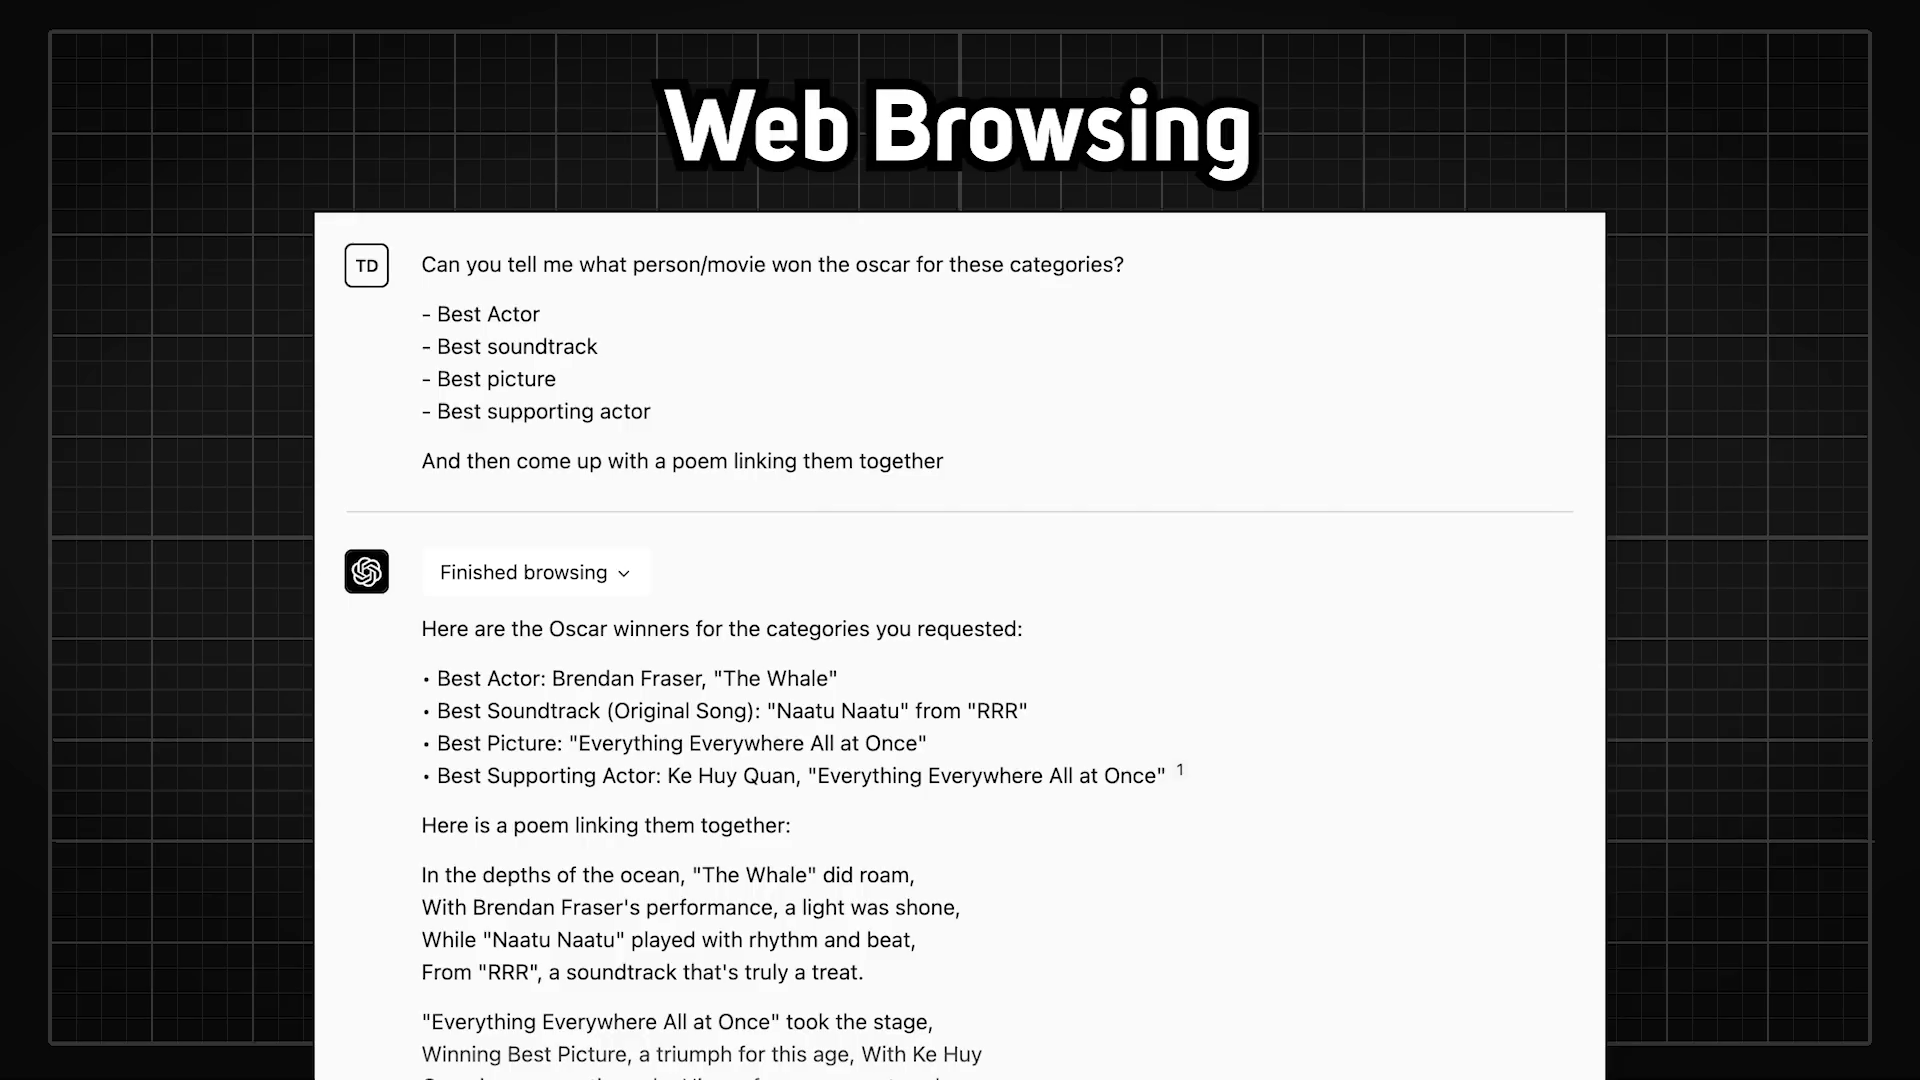 Web Browsing
TD
Can you tell me what person/movie won the oscar for these categories?
- Best Actor
- Best soundtrack
- Best picture
- Best supporting actor
And then come up with a poem linking them together
Finished browsing
Here are the Oscar winners for the categories you requested:
• Best Actor: Brendan Fraser, "The Whale"
• Best Soundtrack (Original Song): "Naatu Naatu" from "RRR"
• Best Picture: "Everything Everywhere All at Once"
• Best Supporting Actor: Ke Huy Quan, "Everything Everywhere All at Once" 1
Here is a poem linking them together:
In the depths of the ocean, "The Whale" did roam,
With Brendan Fraser's performance, a light was shone,
While "Naatu Naatu" played with rhythm and beat,
From "RRR", a soundtrack that's truly a treat.
"Everything Everywhere All at Once" took the stage,
Winning Best Picture, a triumph for this age, With Ke Huy